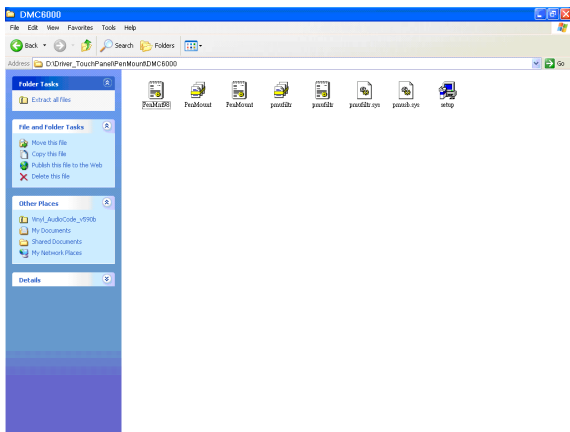 DMC6000
File Edit View Favorites Tools Help
Back Search Folders
Address D:\Driver_TouchPanel\PenMount\DMC6000 Go
Folder Tasks
Extract all files
File and Folder Tasks
Move this file
Copy this file
Publish this file to the Web
Delete this file
Other Places
Vinyl_AudioCode_v590b
My Documents
Shared Documents
My Network Places
Details
PenMnt98 PenMount PenMount pmufiltr pmufiltr pmufiltr.sys pmusb.sys setup